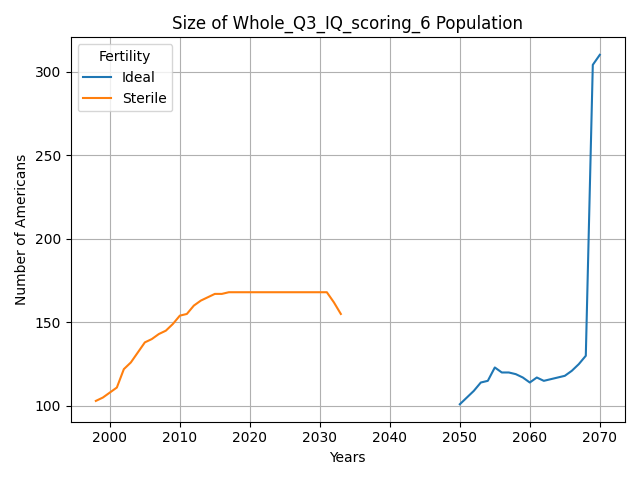 Size of Whole_Q3_IQ_scoring_6 Population
Fertility
Ideal
Sterile
Number of Americans
300
250
200
150
100
2000 2010 2020 2030 2040 2050 2060 2070
Years